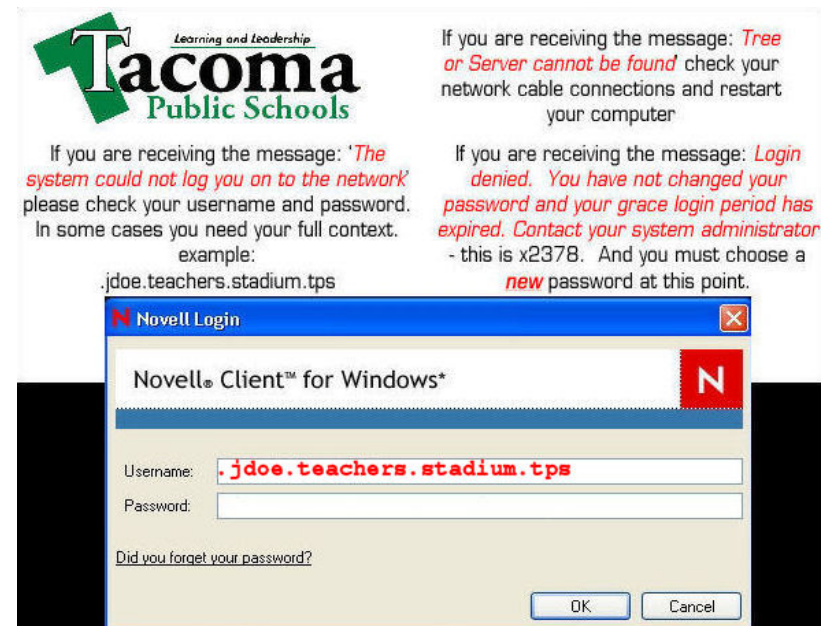 Learning and Leadership
Tacoma
Public Schools
If you are receiving the message: 'The
system could not log you on to the network'
please check your username and password.
In some cases you need your full context.
example:
.jdoe.teachers.stadium.tps
If you are receiving the message: Tree
or Server cannot be found' check your
network cable connections and restart
your computer
If you are receiving the message: Login
denied. You have not changed your
password and your grace login period has
expired. Contact your system administrator
- this is x2378. And you must choose a
new password at this point.
N Novell Login
Novell® Client™ for Windows*
N
Username: .jdoe.teachers.stadium.tps
Password:
Did you forget your password?
OK Cancel